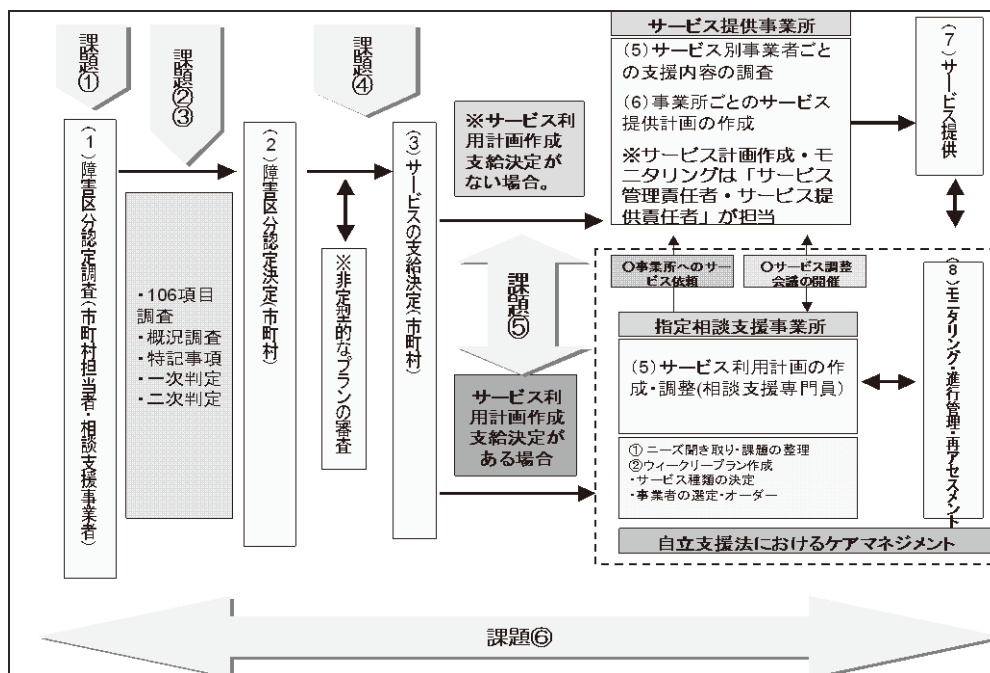 課題①
課題②③
課題④
(1)障害区分認定調査(市町村担当者・相談支援事業者)
・106項目
調査
・概況調査
・特記事項
・一次判定
・二次判定
(2)障害区分認定決定(市町村)
※非定型的なプランの審査
(3)サービスの支給決定(市町村)
※サービス利
用計画作成
支給決定が
ない場合。
課題⑤
サービス利
用計画作成
支給決定が
ある場合
サービス提供事業所
(5)サービス別事業者ごと
の支援内容の調査
(6)事業所ごとのサービス
提供計画の作成
※サービス計画作成・モ
ニタリングは「サービス
管理責任者・サービス提
供責任者」が担当
(7)サービス提供
〇事業所へのサー
ビス依頼
〇サービス調整
会議の開催
指定相談支援事業所
(5)サービス利用計画の作
成・調整(相談支援専門員)
①ニーズ聞き取り・課題の整理
②ウィークリープラン作成
・サービス種類の決定
・事業者の選定・オーダー
(8)モニタリング・進行管理・再アセスメント
自立支援法におけるケアマネジメント
課題⑥